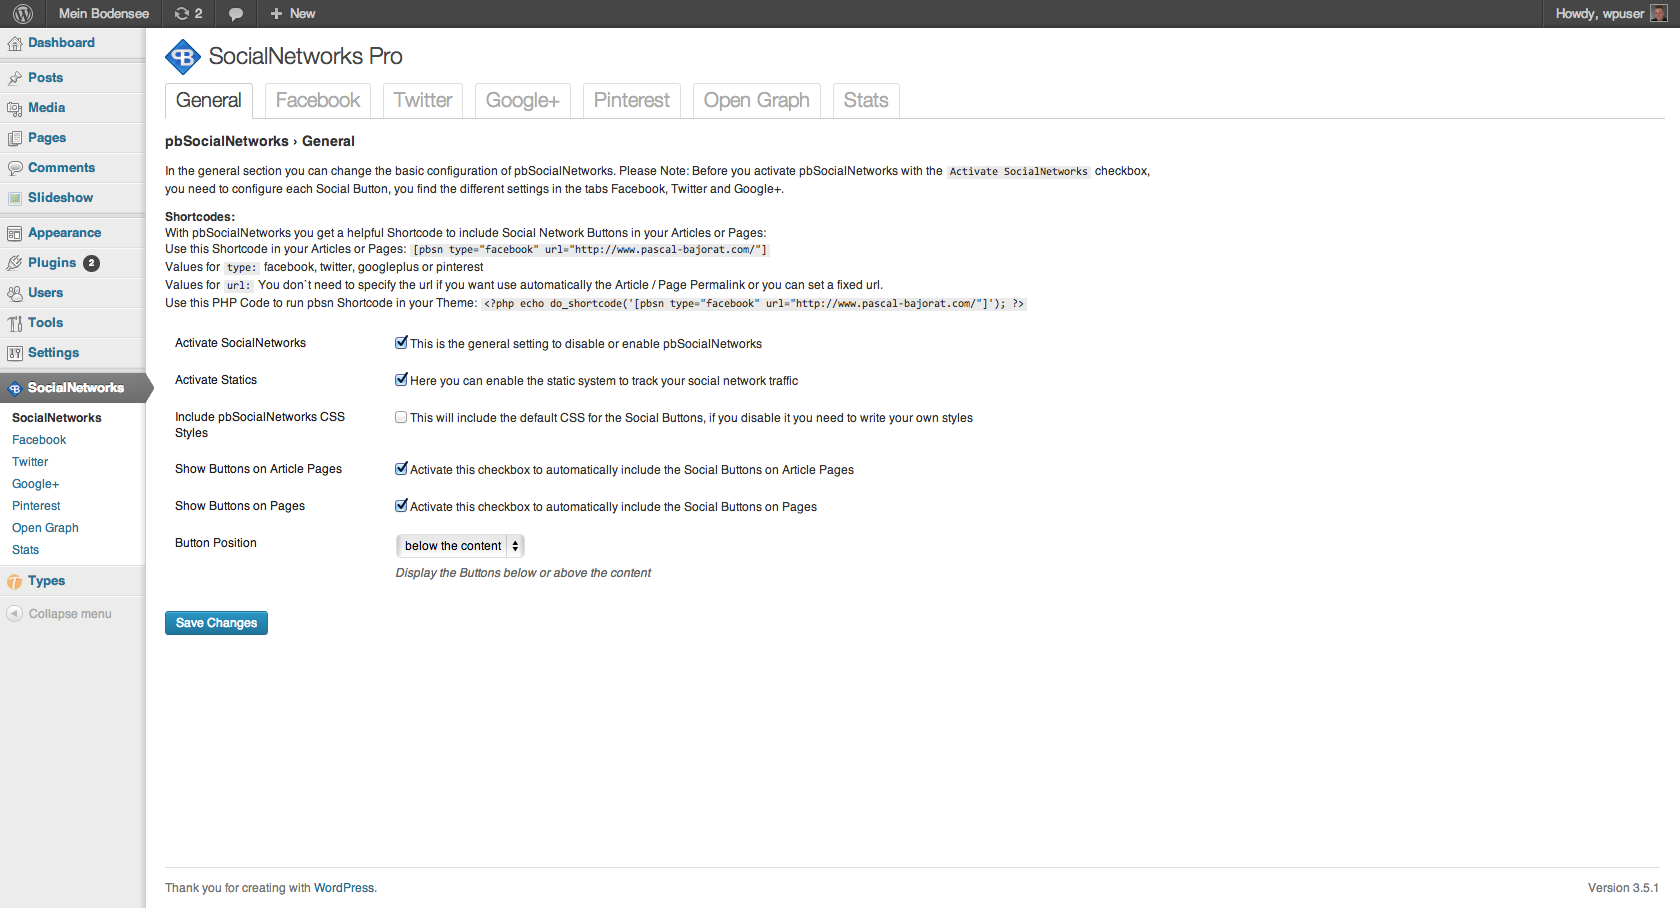 Mein Bodensee 2 New Howdy, wpuser
Dashboard
Posts
Media
Pages
Comments
Slideshow
Appearance
Plugins 2
Users
Tools
Settings
SocialNetworks
SocialNetworks
Facebook
Twitter
Google+
Pinterest
Open Graph
Stats
Types
Collapse menu
SocialNetworks Pro
General Facebook Twitter Google+ Pinterest Open Graph Stats
pbSocialNetworks › General
In the general section you can change the basic configuration of pbSocialNetworks. Please Note: Before you activate pbSocialNetworks with the Activate SocialNetworks checkbox,
you need to configure each Social Button, you find the different settings in the tabs Facebook, Twitter and Google+.
Shortcodes:
With pbSocialNetworks you get a helpful Shortcode to include Social Network Buttons in your Articles or Pages:
Use this Shortcode in your Articles or Pages: [pbsn type="facebook" url="http://www.pascal-bajorat.com/"]
Values for type: facebook, twitter, googleplus or pinterest
Values for url: You don`t need to specify the url if you want use automatically the Article / Page Permalink or you can set a fixed url.
Use this PHP Code to run pbsn Shortcode in your Theme: <?php echo do_shortcode('[pbsn type="facebook" url="http://www.pascal-bajorat.com/"]'); ?>
Activate SocialNetworks This is the general setting to disable or enable pbSocialNetworks
Activate Statics Here you can enable the static system to track your social network traffic
Include pbSocialNetworks CSS This will include the default CSS for the Social Buttons, if you disable it you need to write your own styles
Styles
Show Buttons on Article Pages Activate this checkbox to automatically include the Social Buttons on Article Pages
Show Buttons on Pages Activate this checkbox to automatically include the Social Buttons on Pages
Button Position below the content
Display the Buttons below or above the content
Save Changes
Thank you for creating with WordPress. Version 3.5.1